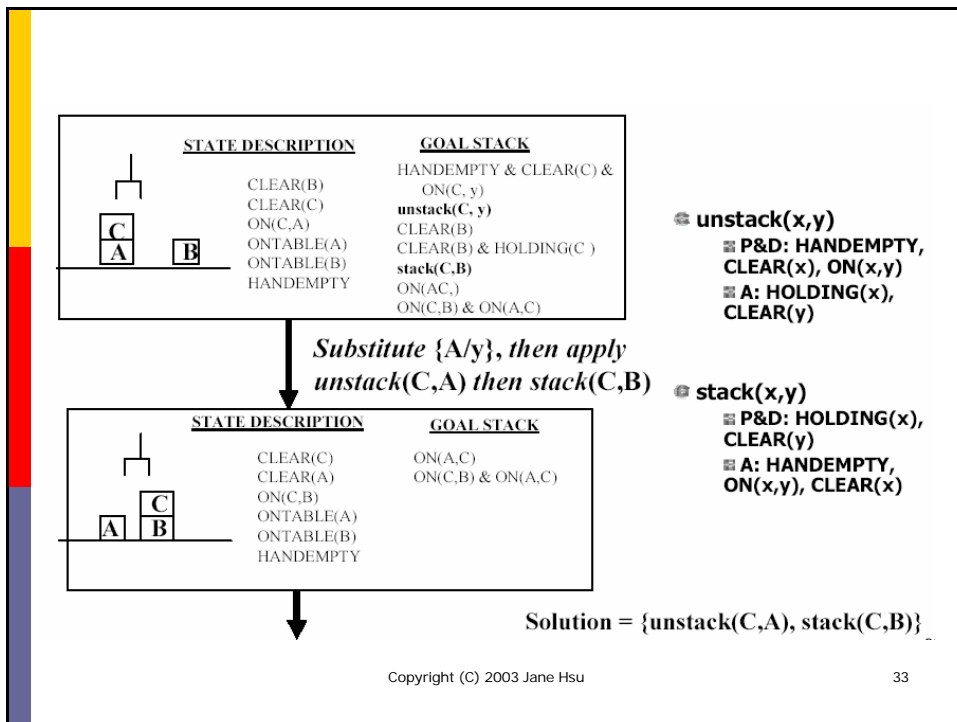 STATE DESCRIPTION
CLEAR(B)
CLEAR(C)
ON(C,A)
ONTABLE(A)
ONTABLE(B)
HANDEMPTY
GOAL STACK
HANDEMPTY & CLEAR(C) &
ON(C, y)
unstack(C, y)
CLEAR(B)
CLEAR(B) & HOLDING(C )
stack(C,B)
ON(AC,)
ON(C,B) & ON(A,C)
C
A
B
Substitute {A/y}, then apply
unstack(C,A) then stack(C,B)
STATE DESCRIPTION
CLEAR(C)
CLEAR(A)
ON(C,B)
ONTABLE(A)
ONTABLE(B)
HANDEMPTY
GOAL STACK
ON(A,C)
ON(C,B) & ON(A,C)
C
A
B
unstack(x,y)
P&D: HANDEMPTY,
CLEAR(x), ON(x,y)
A: HOLDING(x),
CLEAR(y)
stack(x,y)
P&D: HOLDING(x),
CLEAR(y)
A: HANDEMPTY,
ON(x,y), CLEAR(x)
Solution = {unstack(C,A), stack(C,B)}
Copyright (C) 2003 Jane Hsu
33